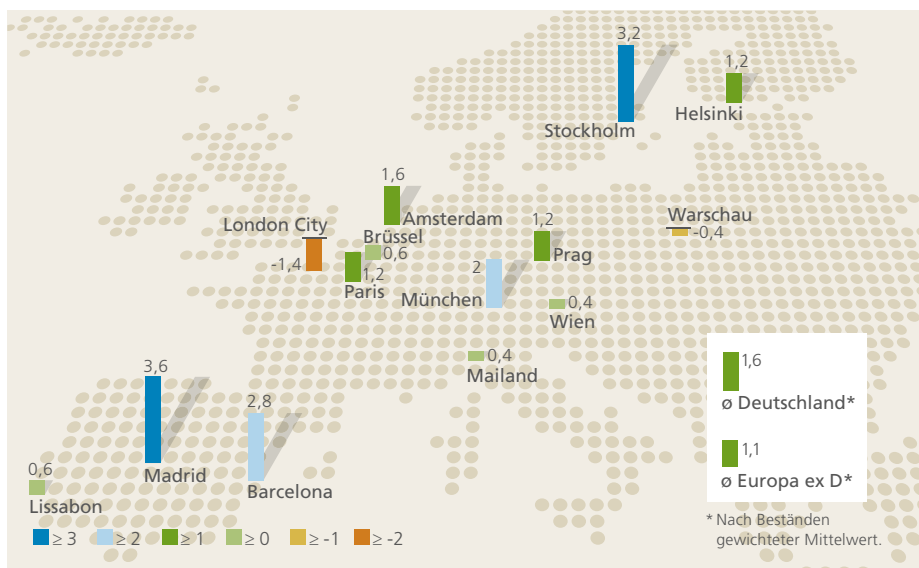 3,2
1,2
Helsinki
Stockholm
1,6
Amsterdam
London City
Brüssel
0,6
-1,4
1,2
Paris
1,2
Prag
Warschau
-0,4
2
München
0,4
Wien
0,4
Mailand
3,6
Madrid
2,8
Barcelona
0,6
Lissabon
1,6
ø Deutschland*
1,1
ø Europa ex D*
* Nach Beständen
gewichteter Mittelwert.
≥ 3 ≥ 2 ≥ 1 ≥ 0 ≥ -1 ≥ -2